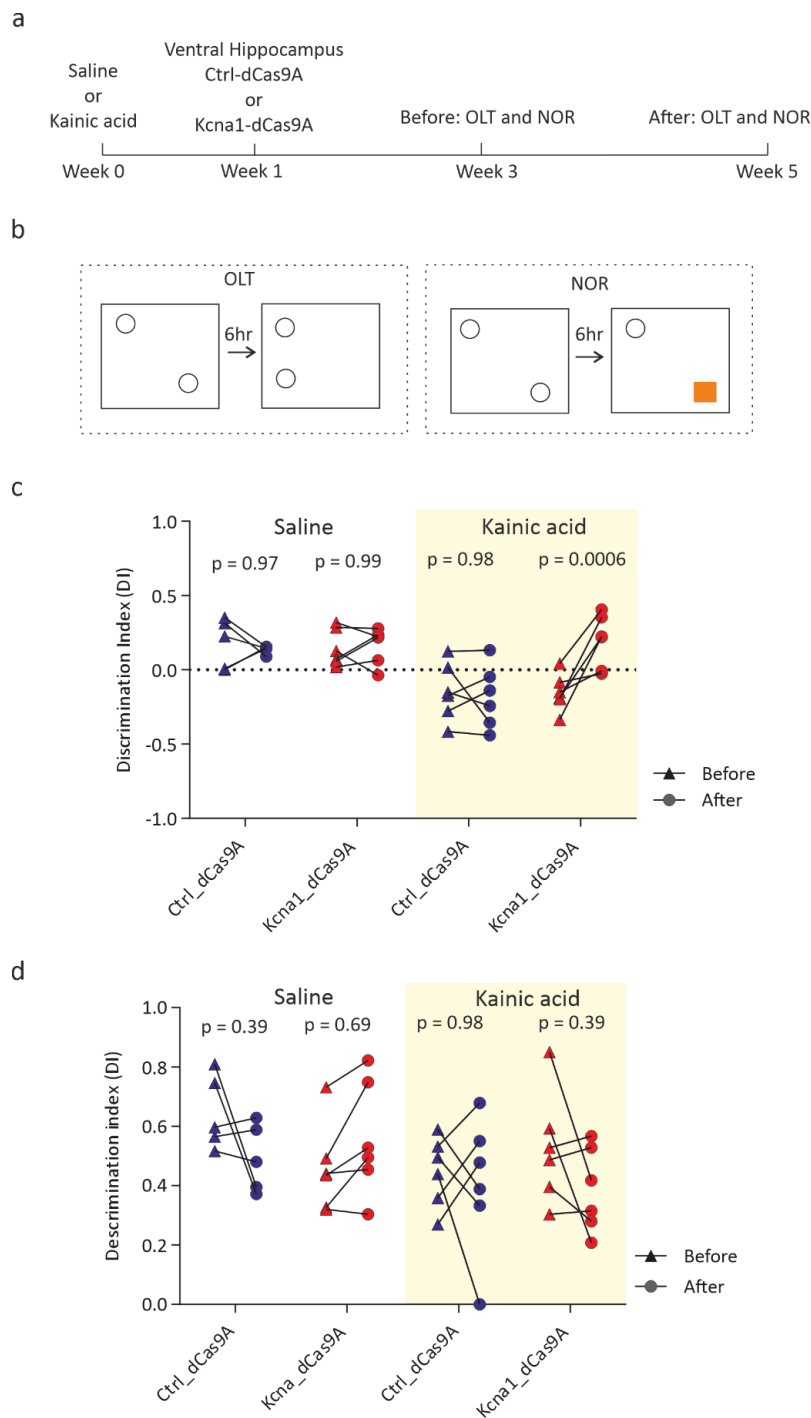 a
Saline
or
Kainic acid
Ventral Hippocampus
Ctrl-dCas9A
or
Kcna1-dCas9A
Before: OLT and NOR
After: OLT and NOR
Week 0
Week 1
Week 3
Week 5
b
OLT
6hr
NOR
6hr
c
Discrimination Index (DI)
1.0
0.5
0.0
-0.5
-1.0
Saline
Kainic acid
p = 0.97
p = 0.99
p = 0.98
p = 0.0006
Before
After
Ctrl_dCas9A
Kcna1_dCas9A
Ctrl_dCas9A
Kcna1_dCas9A
d
Descrimination index (DI)
1.0
0.8
0.6
0.4
0.2
0.0
Saline
Kainic acid
p = 0.39
p = 0.69
p = 0.98
p = 0.39
Before
After
Ctrl_dCas9A
Kcna_dCas9A
Ctrl_dCas9A
Kcna1_dCas9A